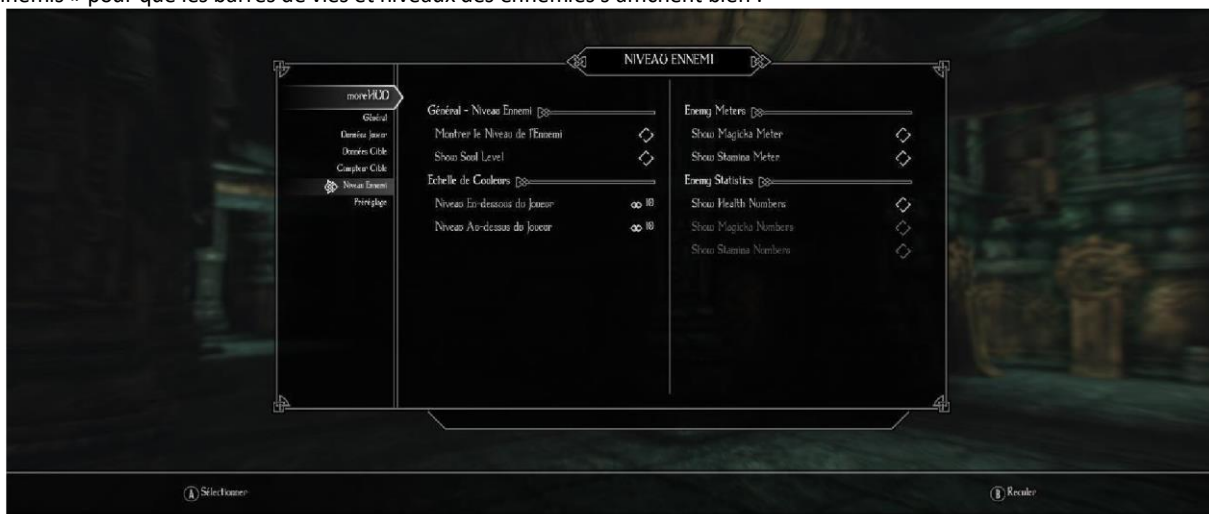 nemis » pour que les barres de vies et niveaux des ennemies s'affichent bien :
NIVEAU ENNEMI
moreHUD
Général
Données Joueur
Données Cible
Compteur Cible
Niveau Ennemi
Préréglage
Général - Niveau Ennemi
Montrer le Niveau de l'Ennemi
Show Soul Level
Echelle de Couleurs
Niveau En-dessous du Joueur 10
Niveau Au-dessus du Joueur 10
Enemy Meters
Show Magicka Meter
Show Stamina Meter
Enemy Statistics
Show Health Numbers
Show Magicka Numbers
Show Stamina Numbers
A Sélectionner
B Reculer